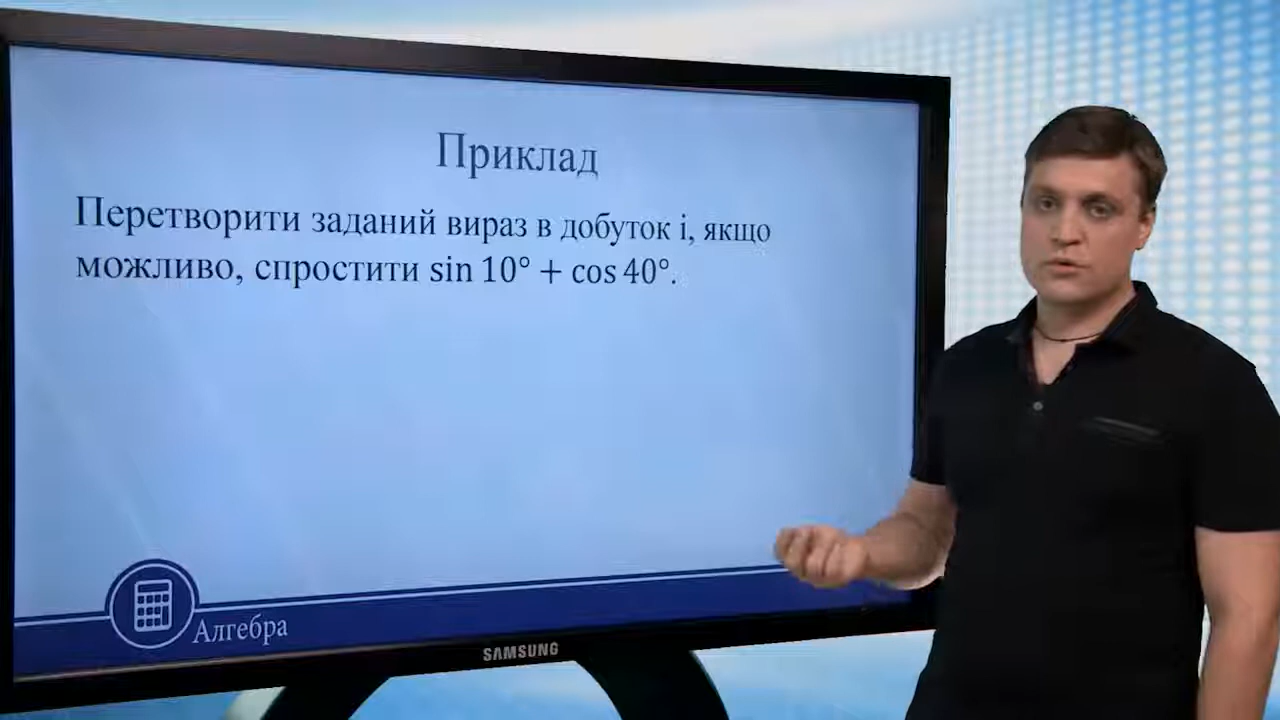 Приклад
Перетворити заданий вираз в добуток і, якщо
можливо, спростити sin 10° + cos 40°.
Алгебра
SAMSUNG